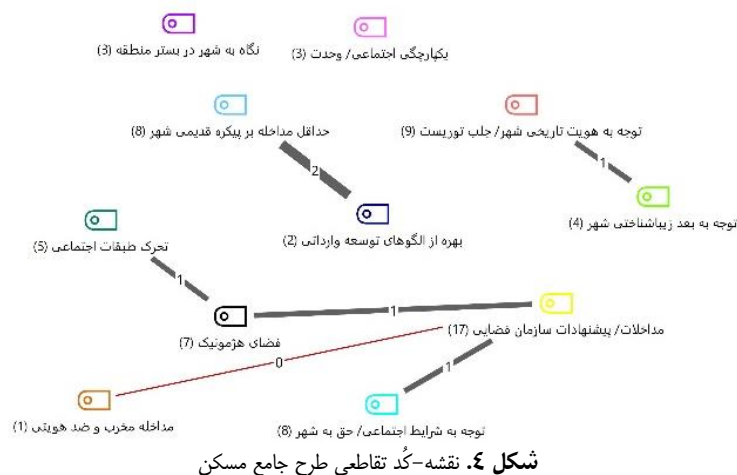 نگاه به شهر در بستر منطقه (3)
یکپارچگی اجتماعی/ وحدت (3)
حداقل مداخله بر پیکره قدیمی شهر (8)
توجه به هویت تاریخی شهر/ جلب توریست (9)
2
1
بهره از الگوهای توسعه وارداتی (2)
توجه به بعد زیباشناختی شهر (4)
تحرک طبقات اجتماعی (5)
1
1
فضای هژمونیک (7)
مداخلات/ پیشنهادات سازمان فضایی (17)
0
1
مداخله مخرب و ضد هویتی (1)
توجه به شرایط اجتماعی/ حق به شهر (8)
شکل ٤. نقشه-کُد تقاطعی طرح جامع مسکن